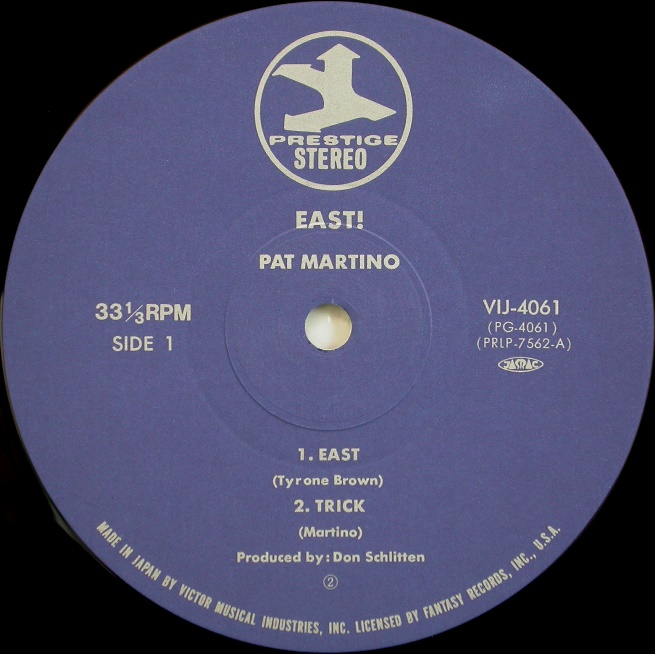 PRESTIGE
STEREO
EAST!
PAT MARTINO
33⅓RPM
SIDE 1
VIJ-4061
(PG-4061)
(PRLP-7562-A)
JASRAC
1. EAST
(Tyrone Brown)
2. TRICK
(Martino)
Produced by: Don Schlitten
②
MADE IN JAPAN BY VICTOR MUSICAL INDUSTRIES, INC. LICENSED BY FANTASY RECORDS, INC., U.S.A.